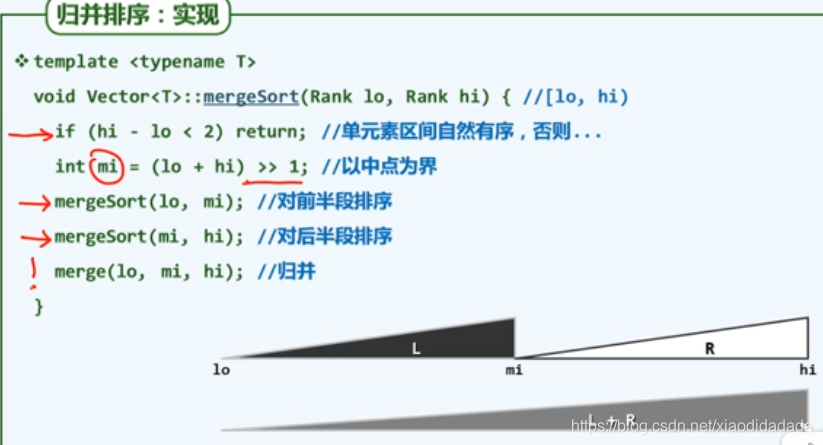 归并排序：实现
❖ template <typename T>
void Vector<T>::mergeSort(Rank lo, Rank hi) { //[lo, hi)
if (hi - lo < 2) return; //单元素区间自然有序，否则...
int mi = (lo + hi) >> 1; //以中点为界
mergeSort(lo, mi); //对前半段排序
mergeSort(mi, hi); //对后半段排序
! merge(lo, mi, hi); //归并
}
L R
lo mi hi
L + R
https://blog.csdn.net/xiaodidadada